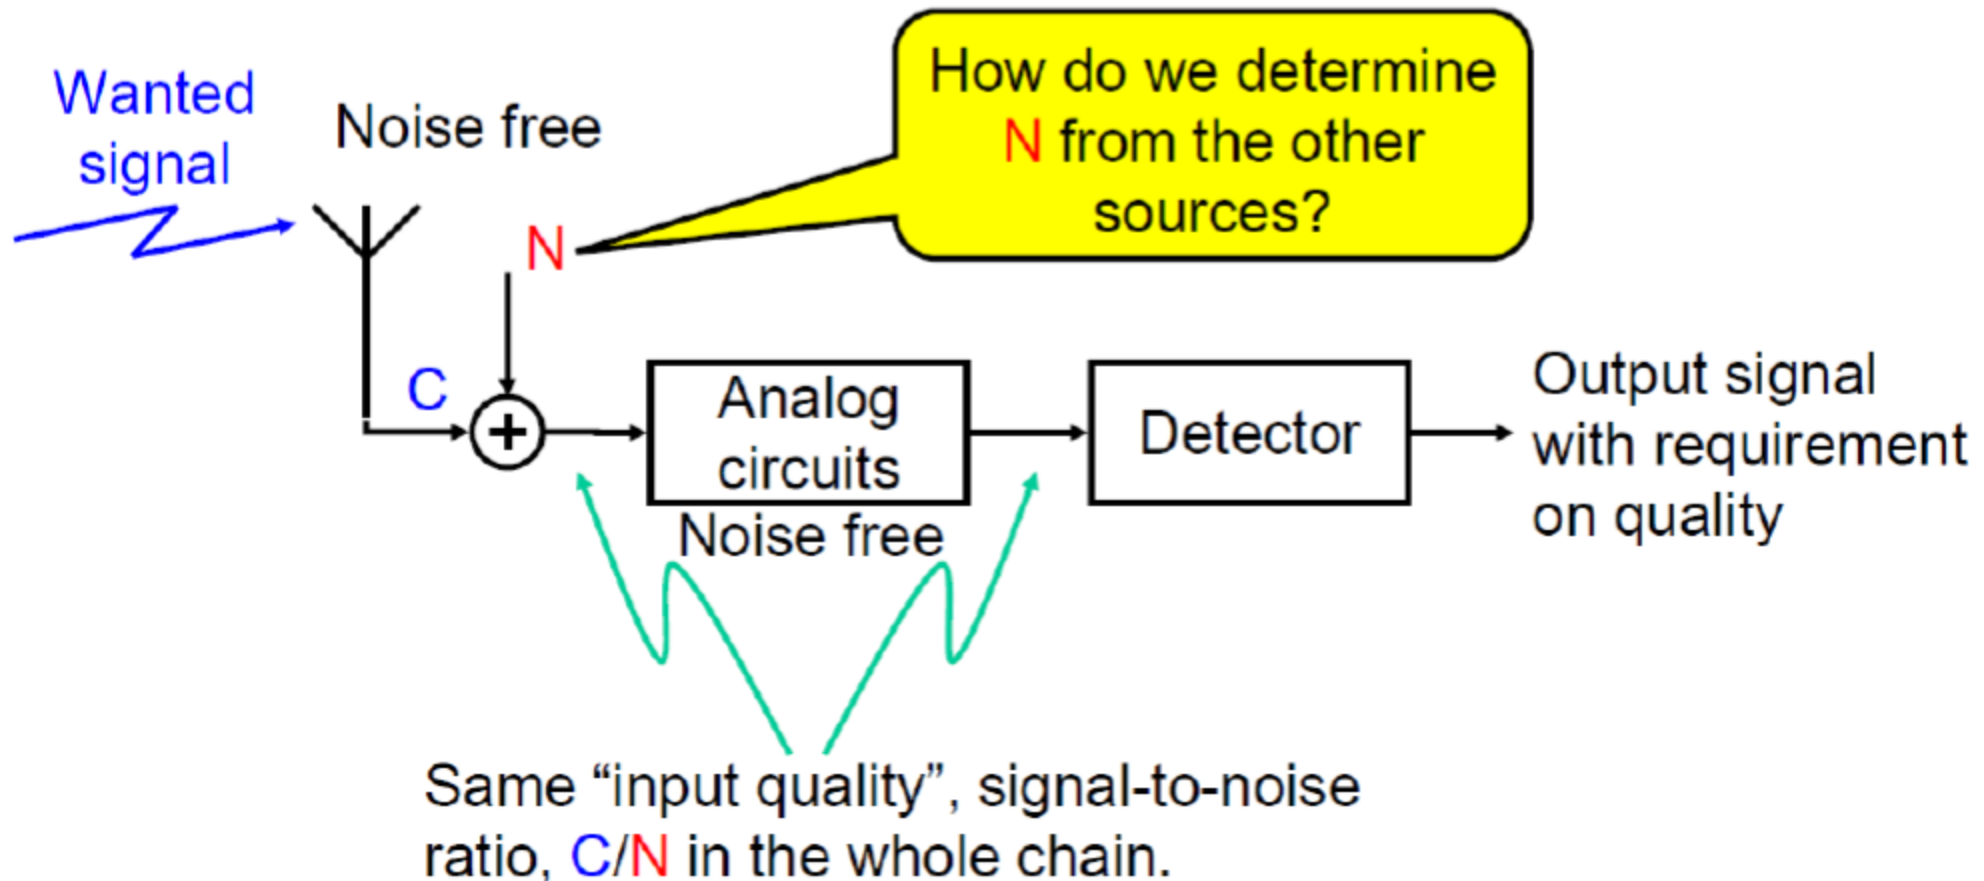 Wanted
signal
Noise free
How do we determine
N from the other
sources?
N
C
+
Analog
circuits
Noise free
Detector
Output signal
with requirement
on quality
Same “input quality”, signal-to-noise
ratio, C/N in the whole chain.